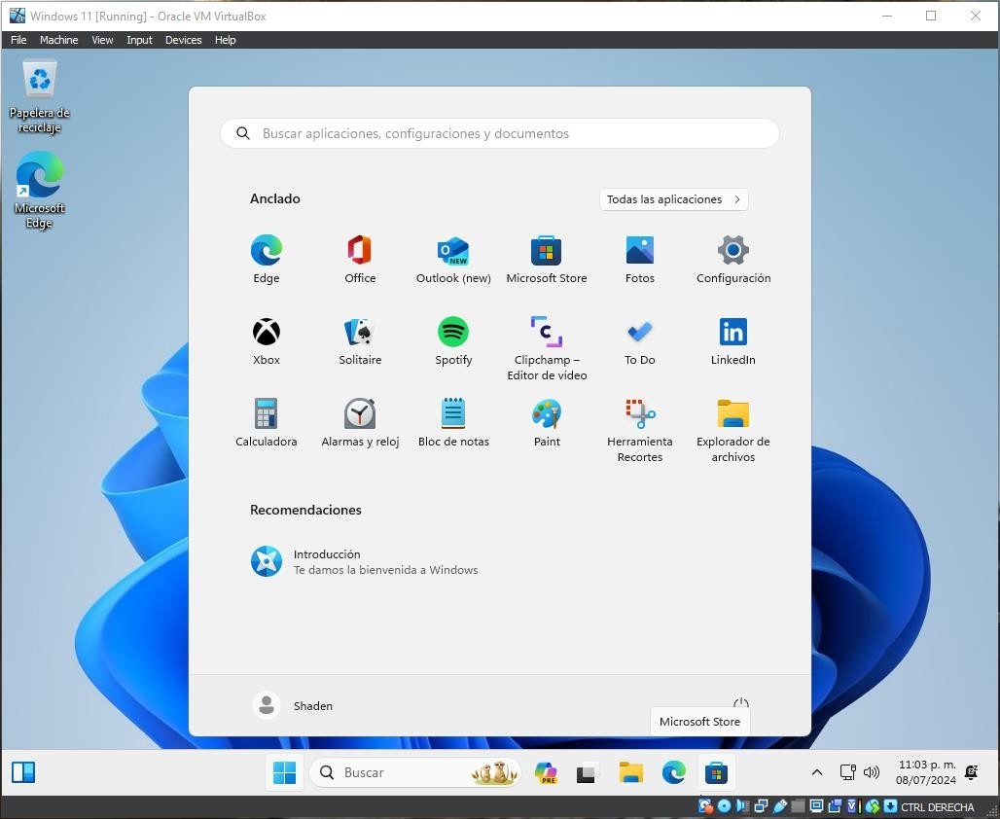 Windows 11 [Running] - Oracle VM VirtualBox
File Machine View Input Devices Help
Papelera de
reciclaje
Microsoft
Edge
Buscar aplicaciones, configuraciones y documentos
Anclado
Todas las aplicaciones
Edge
Office
Outlook (new)
Microsoft Store
Fotos
Configuración
Xbox
Solitaire
Spotify
Clipchamp –
Editor de vídeo
To Do
LinkedIn
Calculadora
Alarmas y reloj
Bloc de notas
Paint
Herramienta
Recortes
Explorador de
archivos
Recomendaciones
Introducción
Te damos la bienvenida a Windows
Shaden
Microsoft Store
Buscar
PRE
11:03 p. m.
08/07/2024
CTRL DERECHA